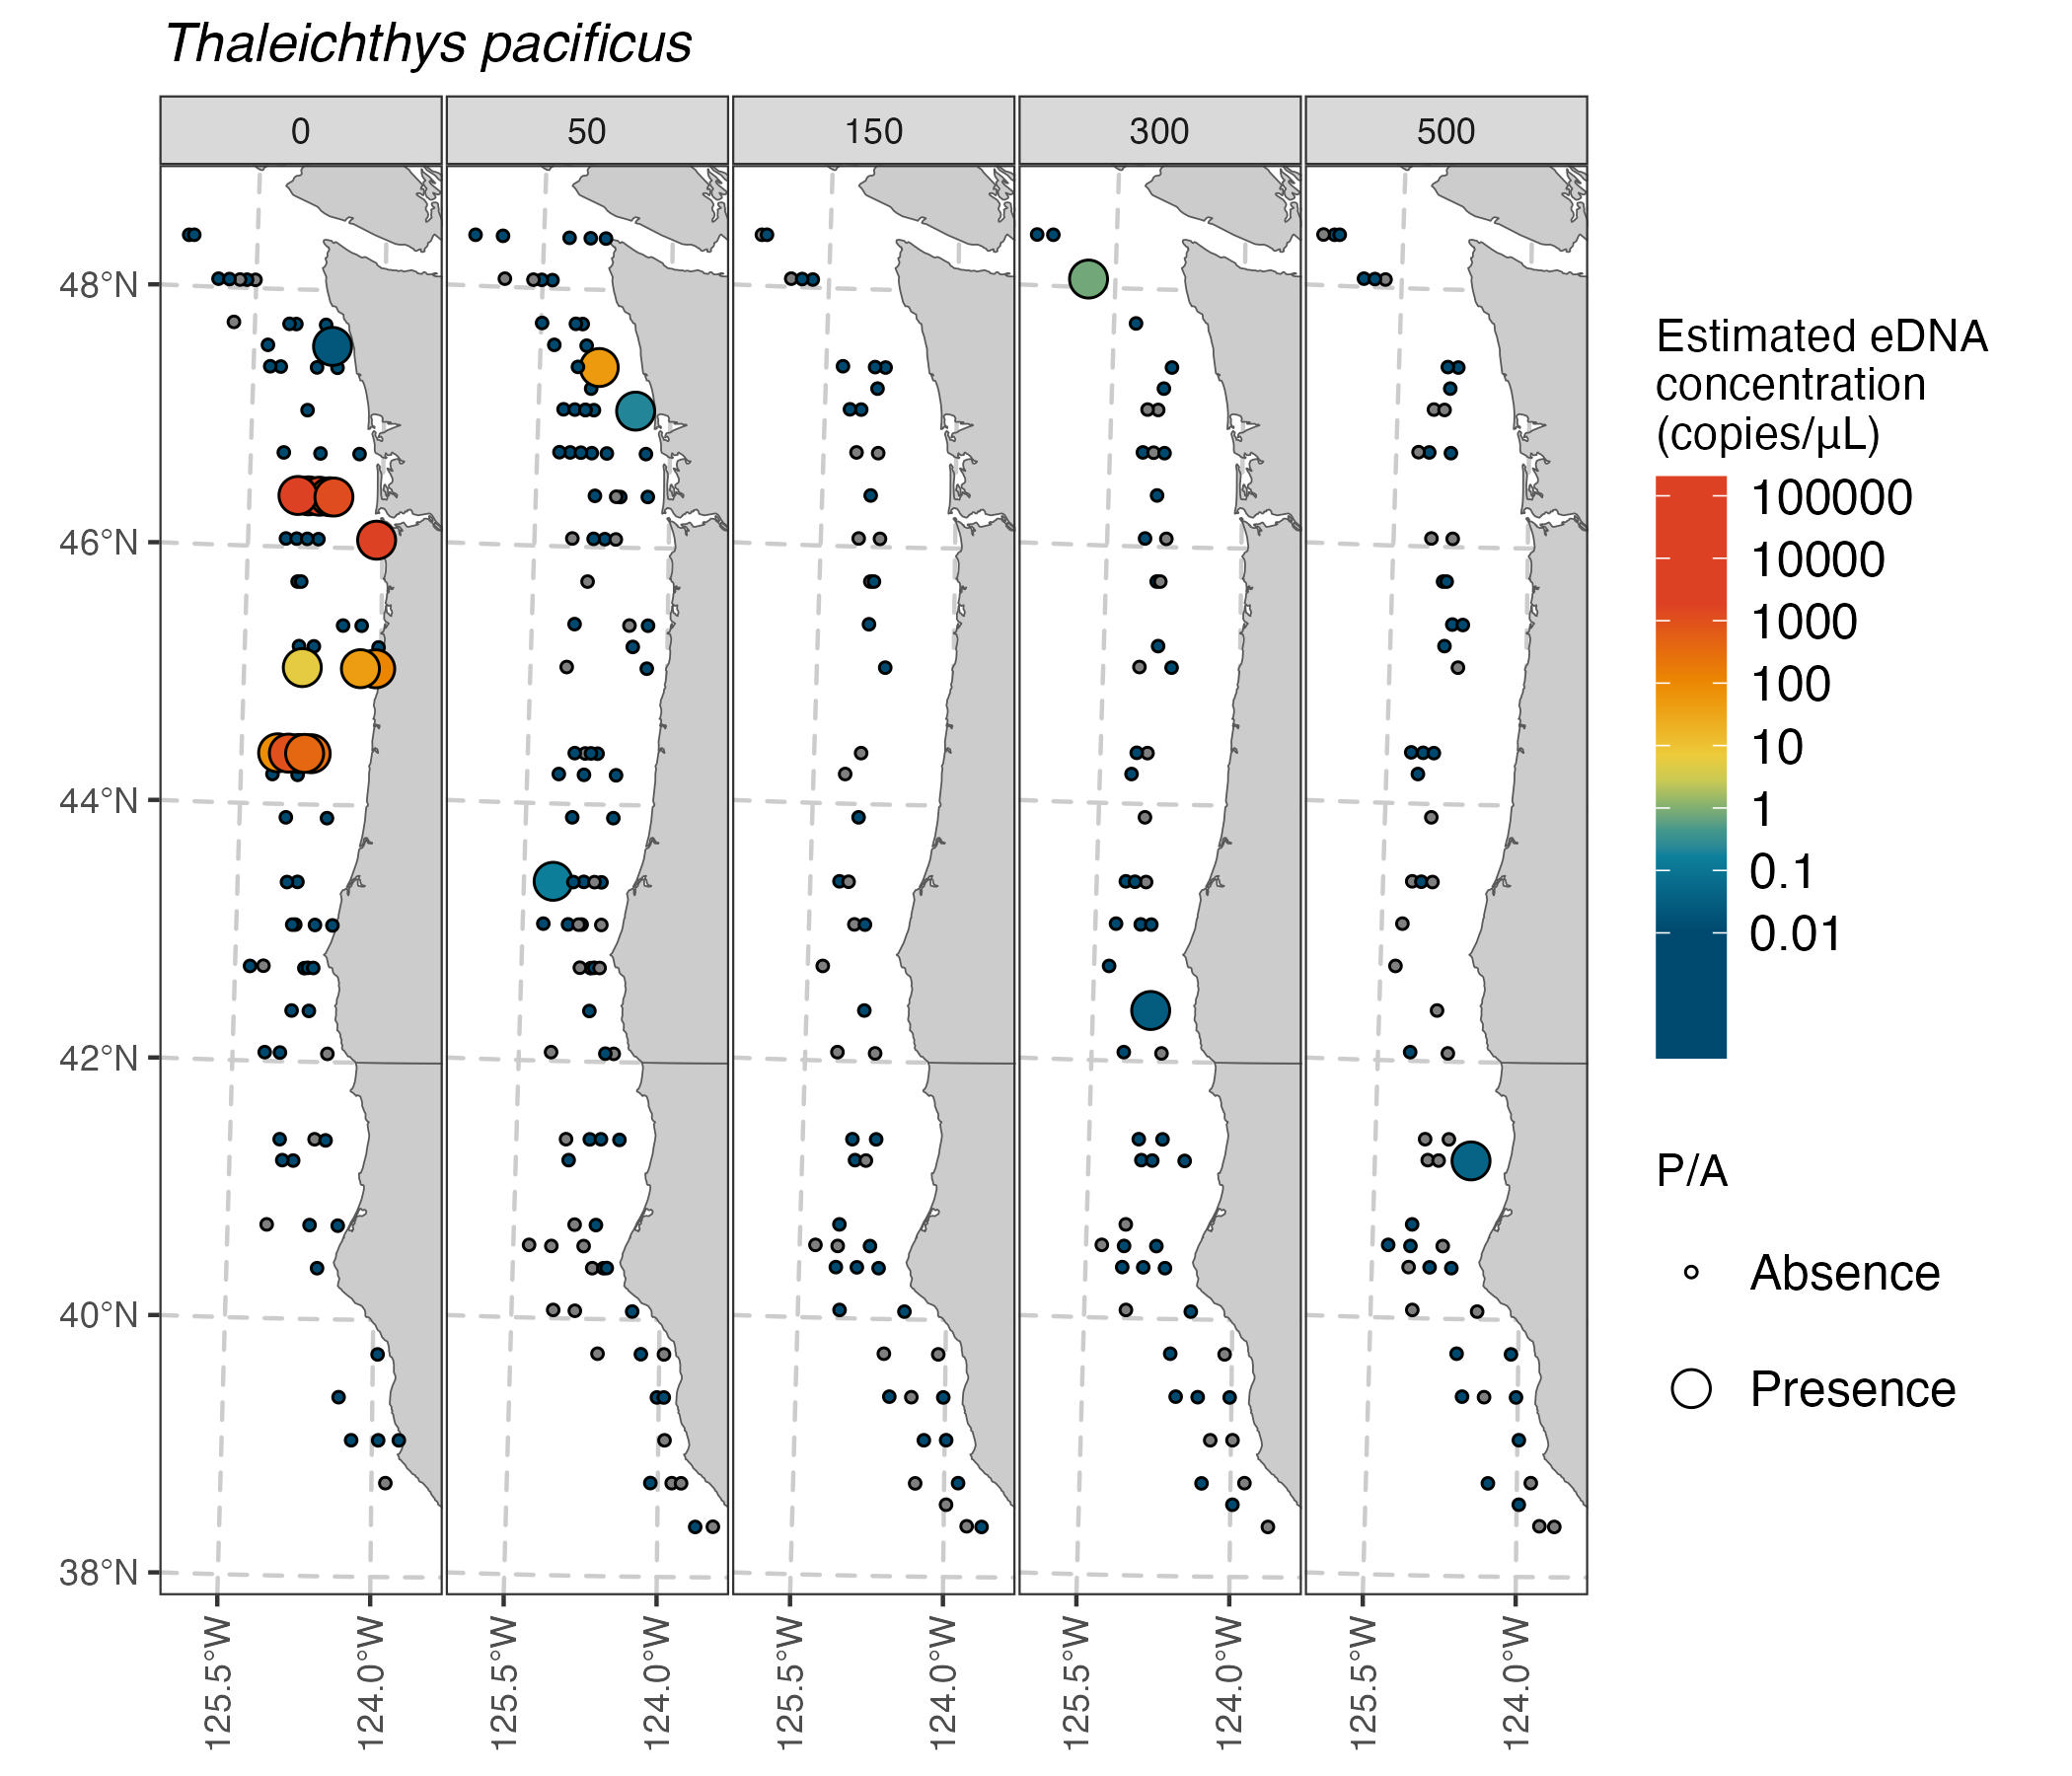 Thaleichthys pacificus
0 50 150 300 500
48°N
46°N
44°N
42°N
40°N
38°N
125.5°W 124.0°W 125.5°W 124.0°W 125.5°W 124.0°W 125.5°W 124.0°W 125.5°W 124.0°W
Estimated eDNA
concentration
(copies/µL)
100000
10000
1000
100
10
1
0.1
0.01
P/A
Absence
Presence